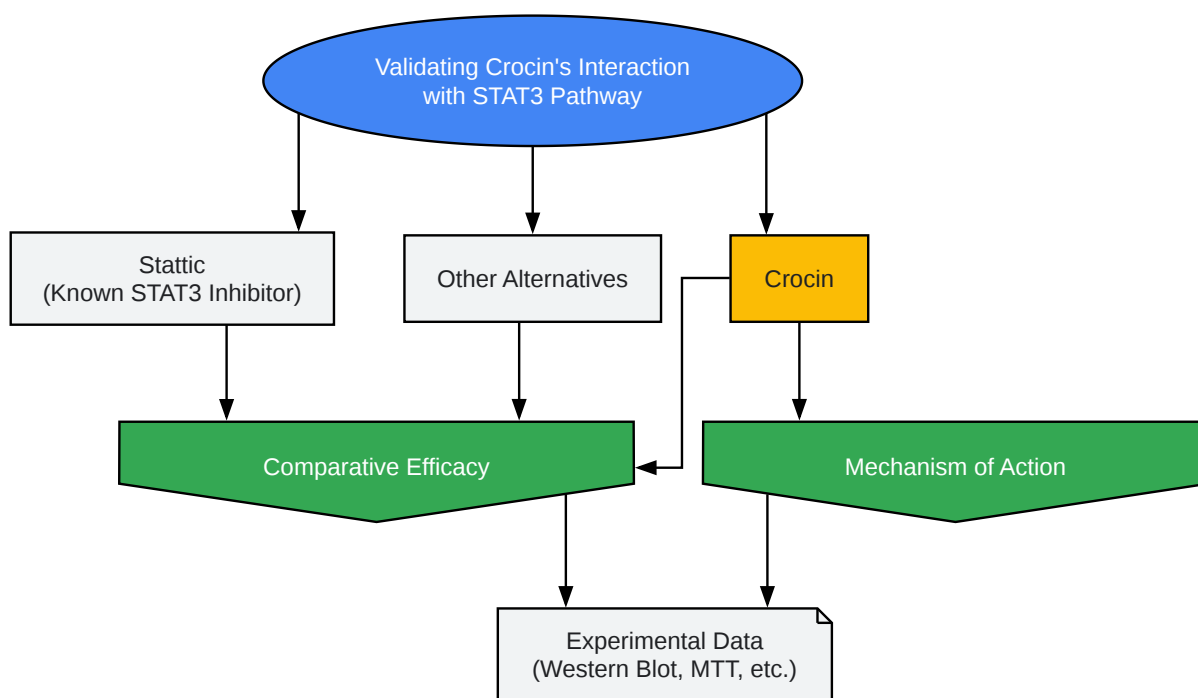 Validating Crocin's Interaction
with STAT3 Pathway
Stattic
(Known STAT3 Inhibitor)
Other Alternatives
Crocin
Comparative Efficacy
Mechanism of Action
Experimental Data
(Western Blot, MTT, etc.)